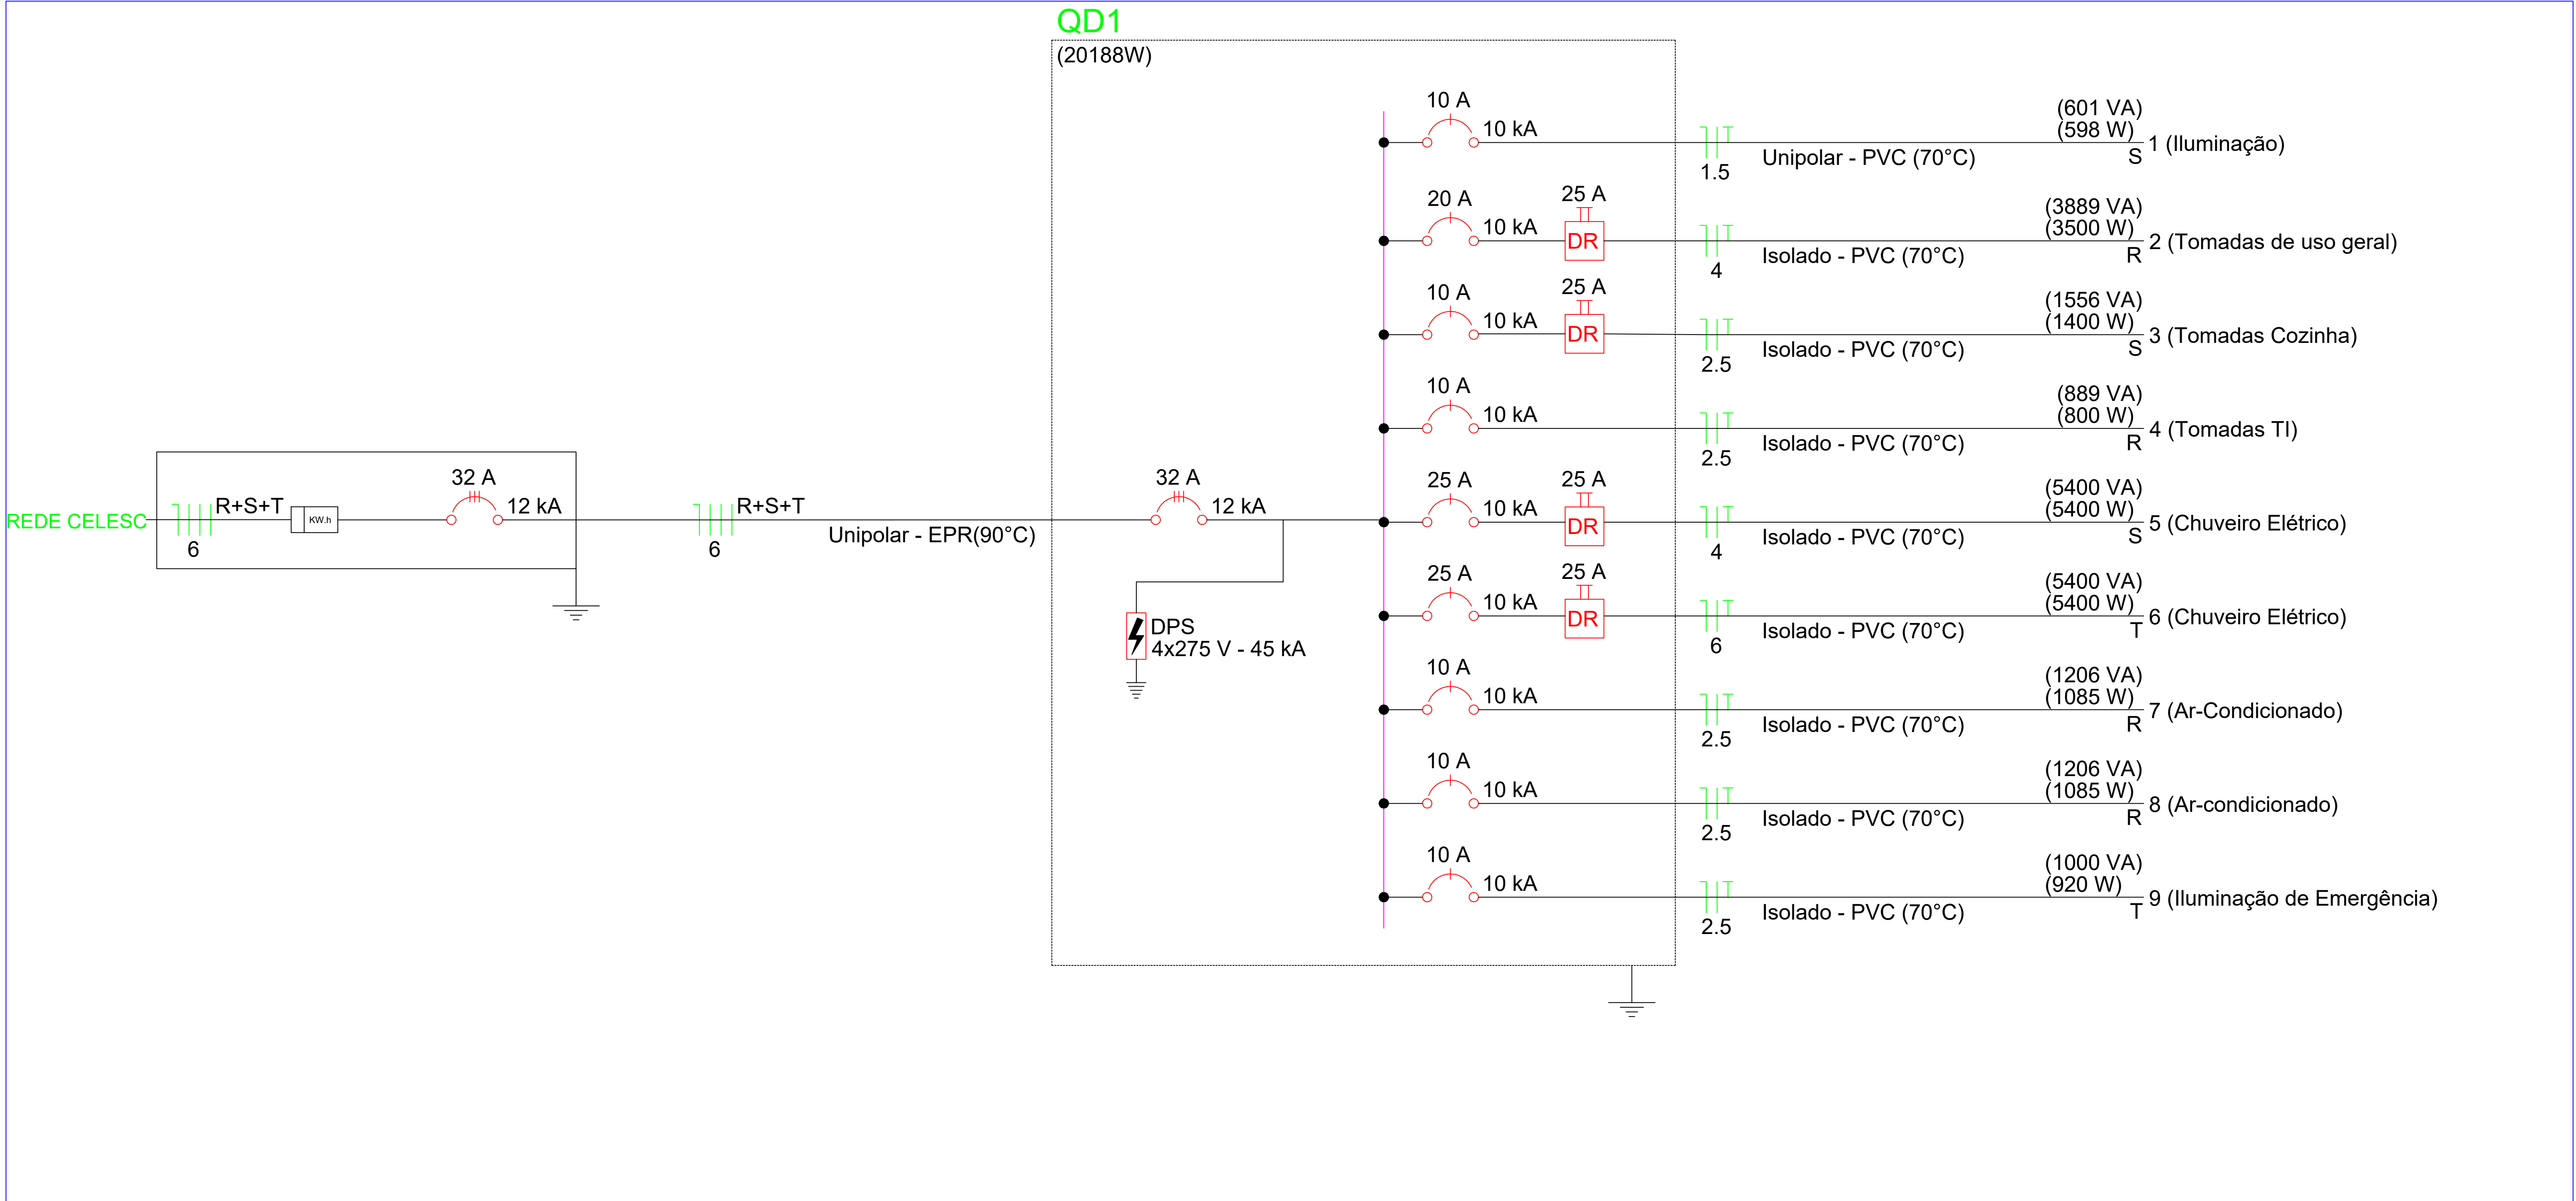 QD1
(20188W)
10 A
10 kA
1.5
Unipolar - PVC (70°C)
(601 VA)
(598 W)
S
1 (Iluminação)
20 A
10 kA
25 A
DR
4
Isolado - PVC (70°C)
(3889 VA)
(3500 W)
R
2 (Tomadas de uso geral)
10 A
10 kA
25 A
DR
2.5
Isolado - PVC (70°C)
(1556 VA)
(1400 W)
S
3 (Tomadas Cozinha)
10 A
10 kA
2.5
Isolado - PVC (70°C)
(889 VA)
(800 W)
R
4 (Tomadas TI)
REDE CELESC
6
R+S+T
KW.h
32 A
12 kA
6
R+S+T
Unipolar - EPR(90°C)
32 A
12 kA
DPS
4x275 V - 45 kA
25 A
10 kA
25 A
DR
4
Isolado - PVC (70°C)
(5400 VA)
(5400 W)
S
5 (Chuveiro Elétrico)
25 A
10 kA
25 A
DR
6
Isolado - PVC (70°C)
(5400 VA)
(5400 W)
T
6 (Chuveiro Elétrico)
10 A
10 kA
2.5
Isolado - PVC (70°C)
(1206 VA)
(1085 W)
R
7 (Ar-Condicionado)
10 A
10 kA
2.5
Isolado - PVC (70°C)
(1206 VA)
(1085 W)
R
8 (Ar-condicionado)
10 A
10 kA
2.5
Isolado - PVC (70°C)
(1000 VA)
(920 W)
T
9 (Iluminação de Emergência)